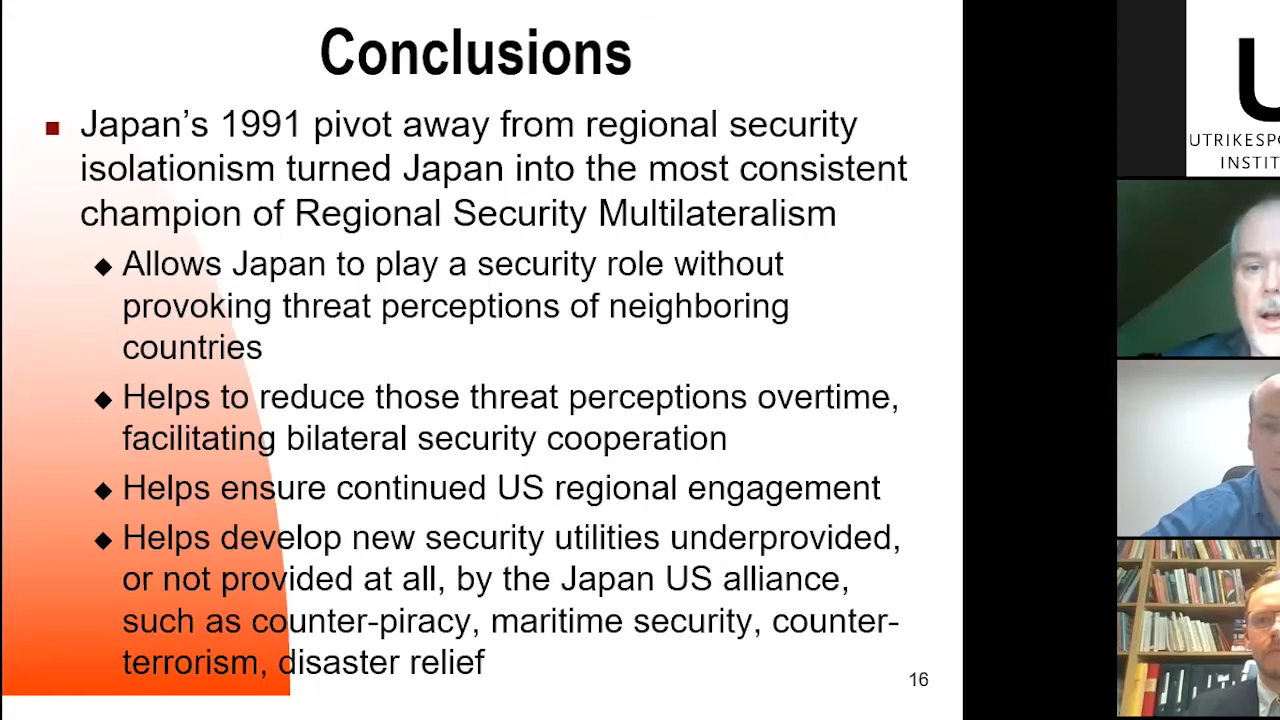 Conclusions
Japan's 1991 pivot away from regional security
isolationism turned Japan into the most consistent
champion of Regional Security Multilateralism
Allows Japan to play a security role without
provoking threat perceptions of neighboring
countries
Helps to reduce those threat perceptions overtime,
facilitating bilateral security cooperation
Helps ensure continued US regional engagement
Helps develop new security utilities underprovided,
or not provided at all, by the Japan US alliance,
such as counter-piracy, maritime security, counter-
terrorism, disaster relief
16
U
UTRIKESPO
INSTIT